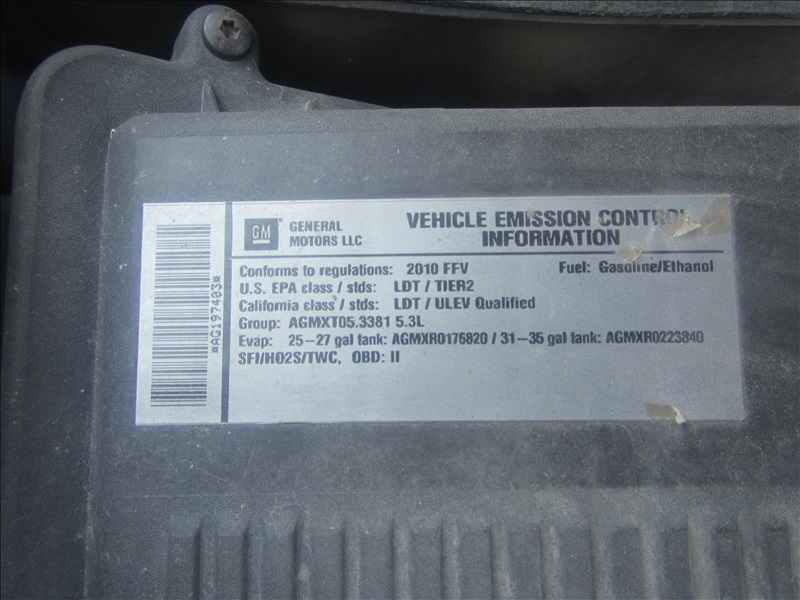 *AG197403*
GM
GENERAL
MOTORS LLC
VEHICLE EMISSION CONTROL
INFORMATION
Conforms to regulations: 2010 FFV
Fuel: Gasoline/Ethanol
U.S. EPA class / stds: LDT / TIER2
California class / stds: LDT / ULEV Qualified
Group: AGMXT05.3381 5.3L
Evap: 25-27 gal tank: AGMXR0176820 / 31-35 gal tank: AGMXR0223840
SFI/HO2S/TWC, OBD: II